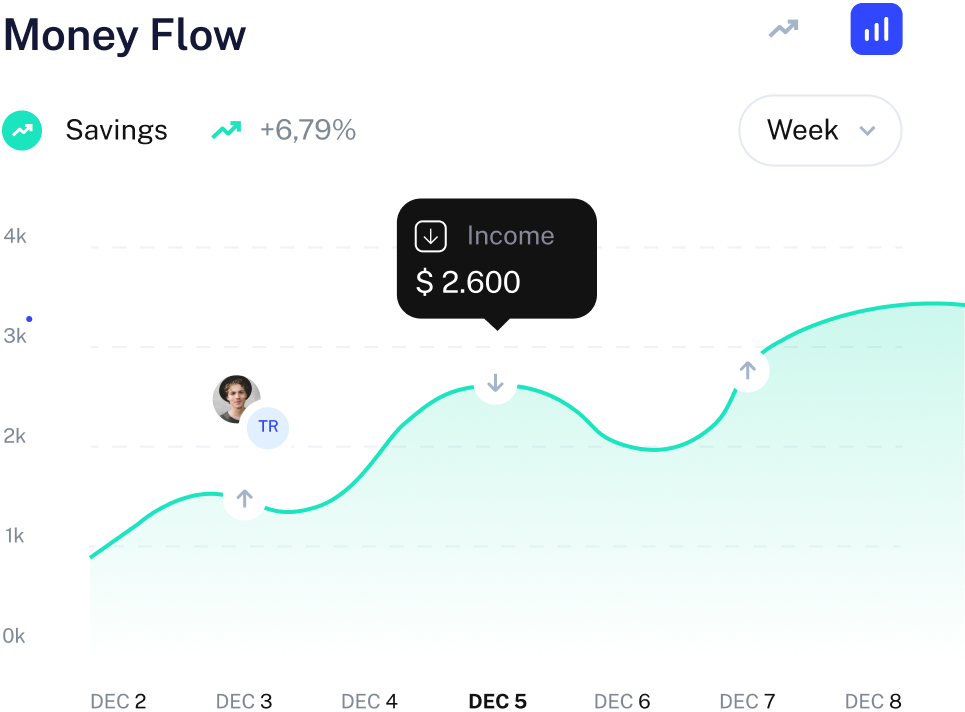 Money Flow
Savings +6,79% Week
Income
$ 2.600
4k
3k
2k
1k
0k
TR
DEC 2 DEC 3 DEC 4 DEC 5 DEC 6 DEC 7 DEC 8